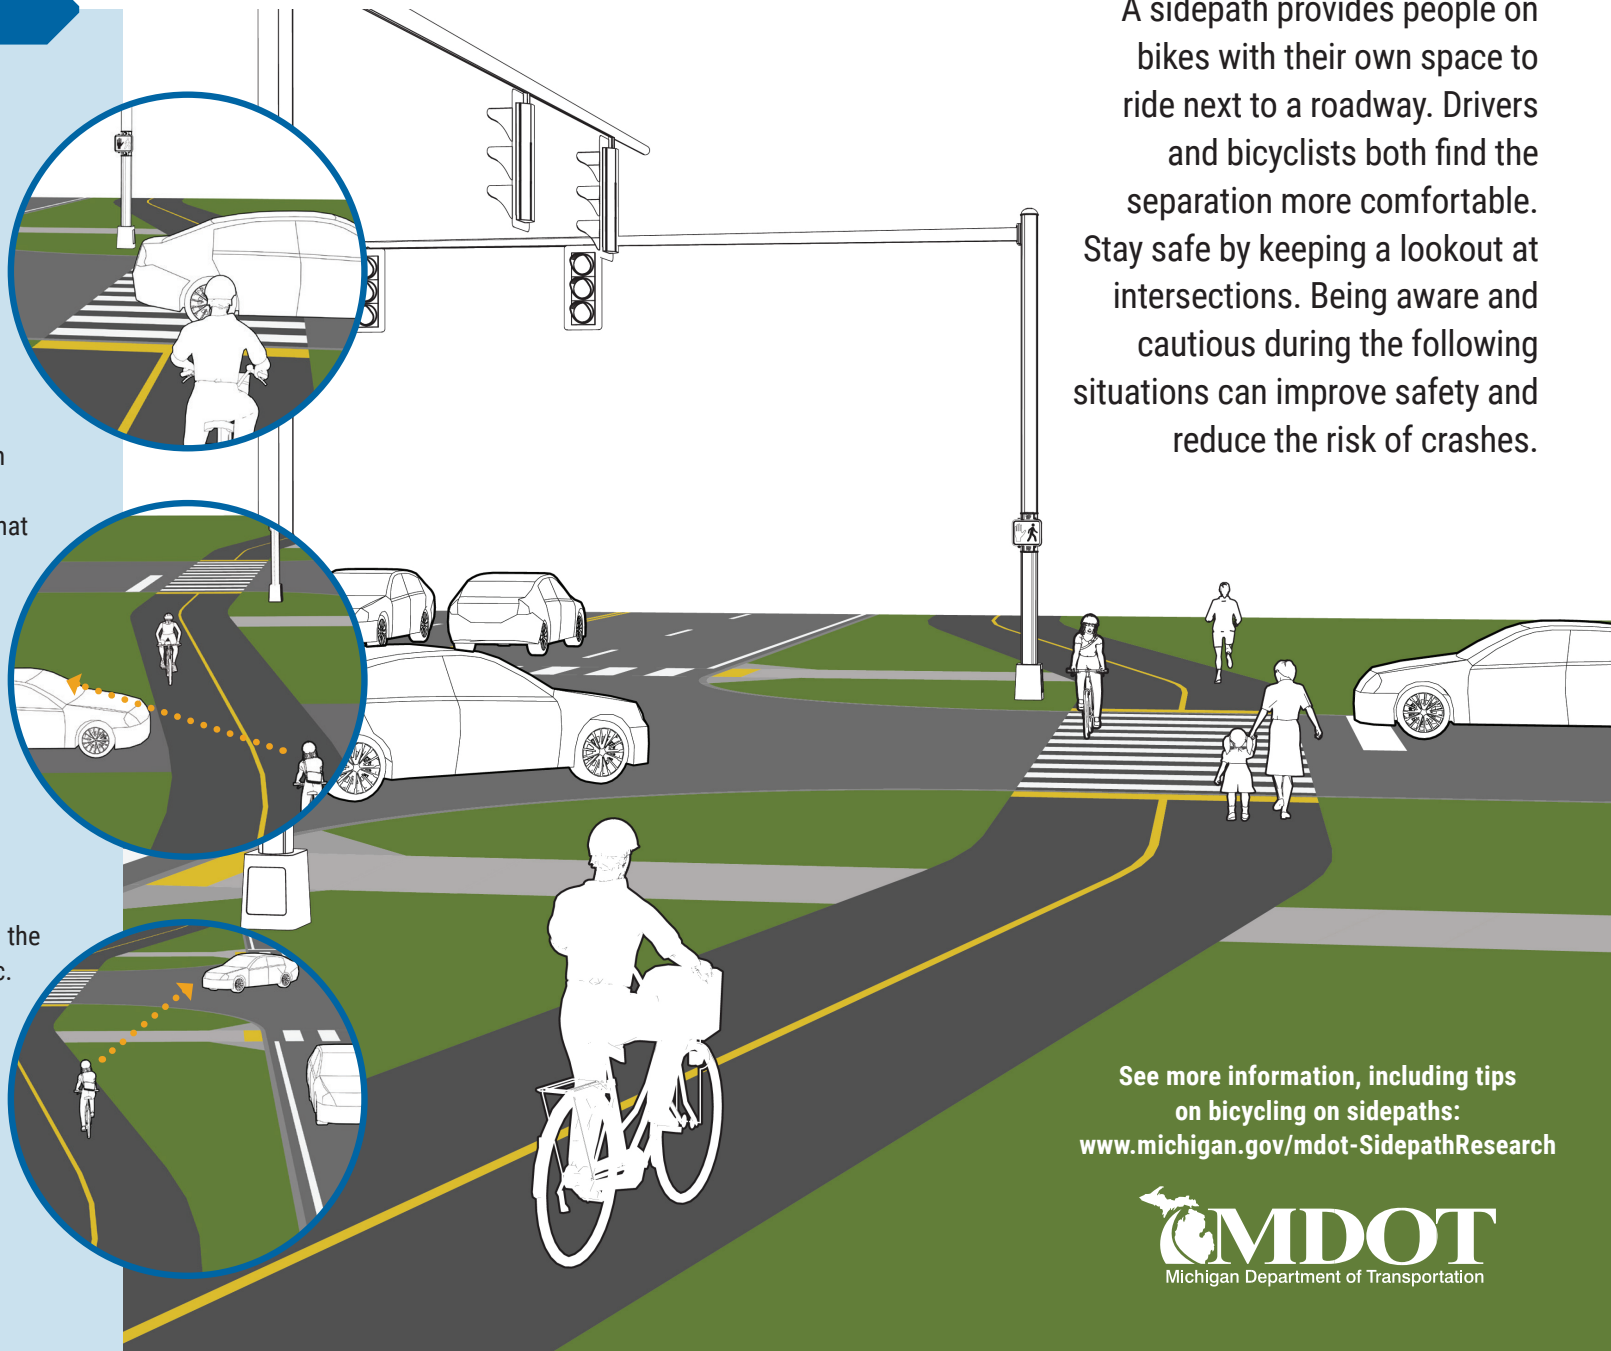 A sidepath provides people on
bikes with their own space to
ride next to a roadway. Drivers
and bicyclists both find the
separation more comfortable.
Stay safe by keeping a lookout at
intersections. Being aware and
cautious during the following
situations can improve safety and
reduce the risk of crashes.
the
See more information, including tips
on bicycling on sidepaths:
www.michigan.gov/mdot-SidepathResearch
MDOT
Michigan Department of Transportation